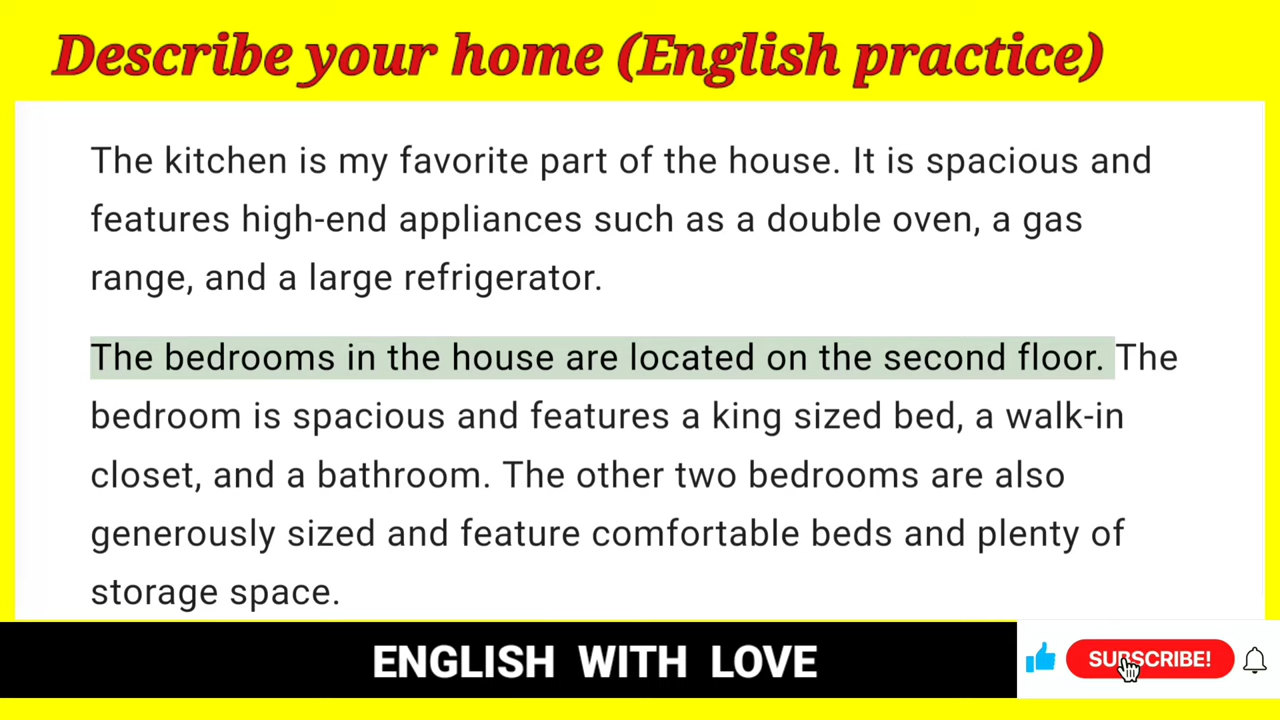 Describe your home (English practice)
The kitchen is my favorite part of the house. It is spacious and
features high-end appliances such as a double oven, a gas
range, and a large refrigerator.
The bedrooms in the house are located on the second floor. The
bedroom is spacious and features a king sized bed, a walk-in
closet, and a bathroom. The other two bedrooms are also
generously sized and feature comfortable beds and plenty of
storage space.
ENGLISH WITH LOVE
SUBSCRIBE!